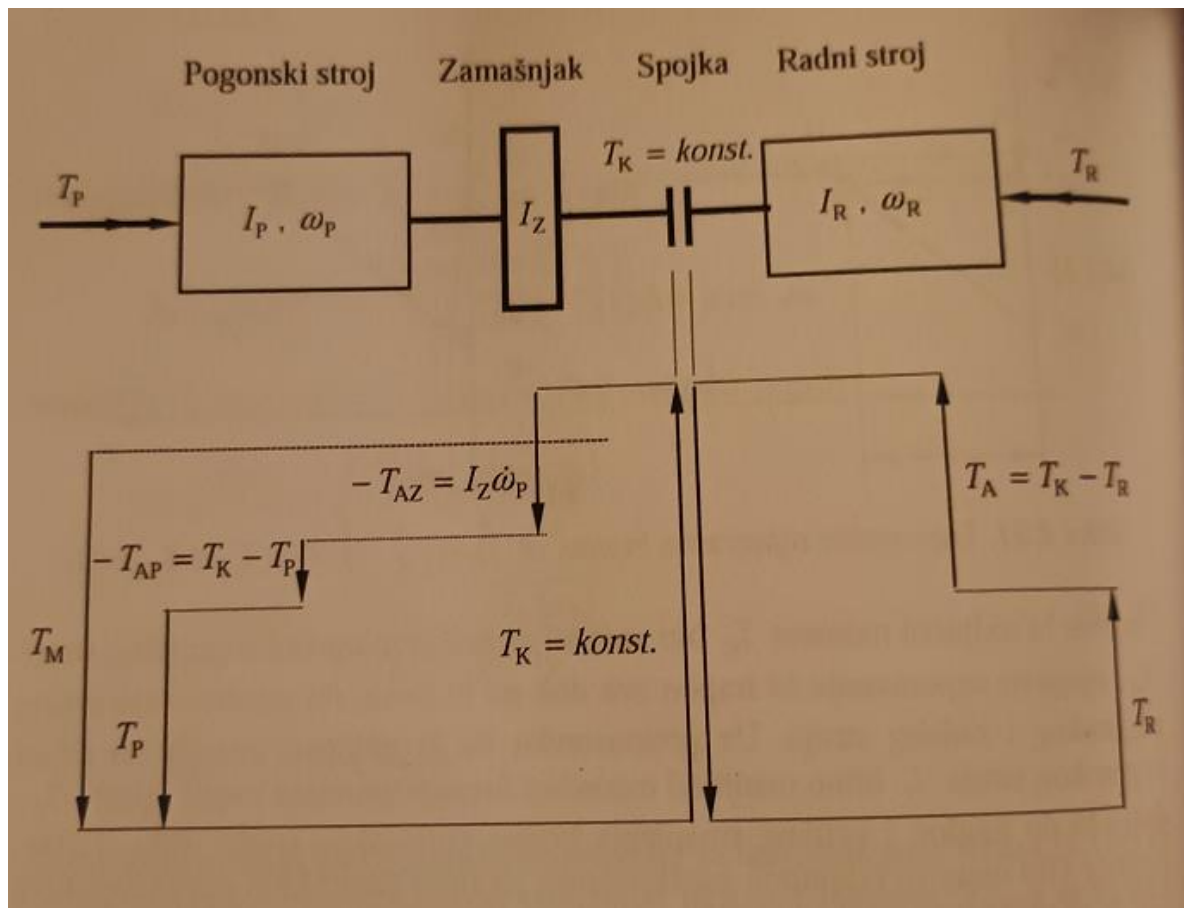 Pogonski stroj Zamašnjak Spojka Radni stroj
T_K = konst.
T_P I_P , ω_P I_Z I_R , ω_R T_R
− T_AZ = I_Z ω̇_P
T_A = T_K − T_R
− T_AP = T_K − T_P
T_M T_K = konst.
T_P T_R